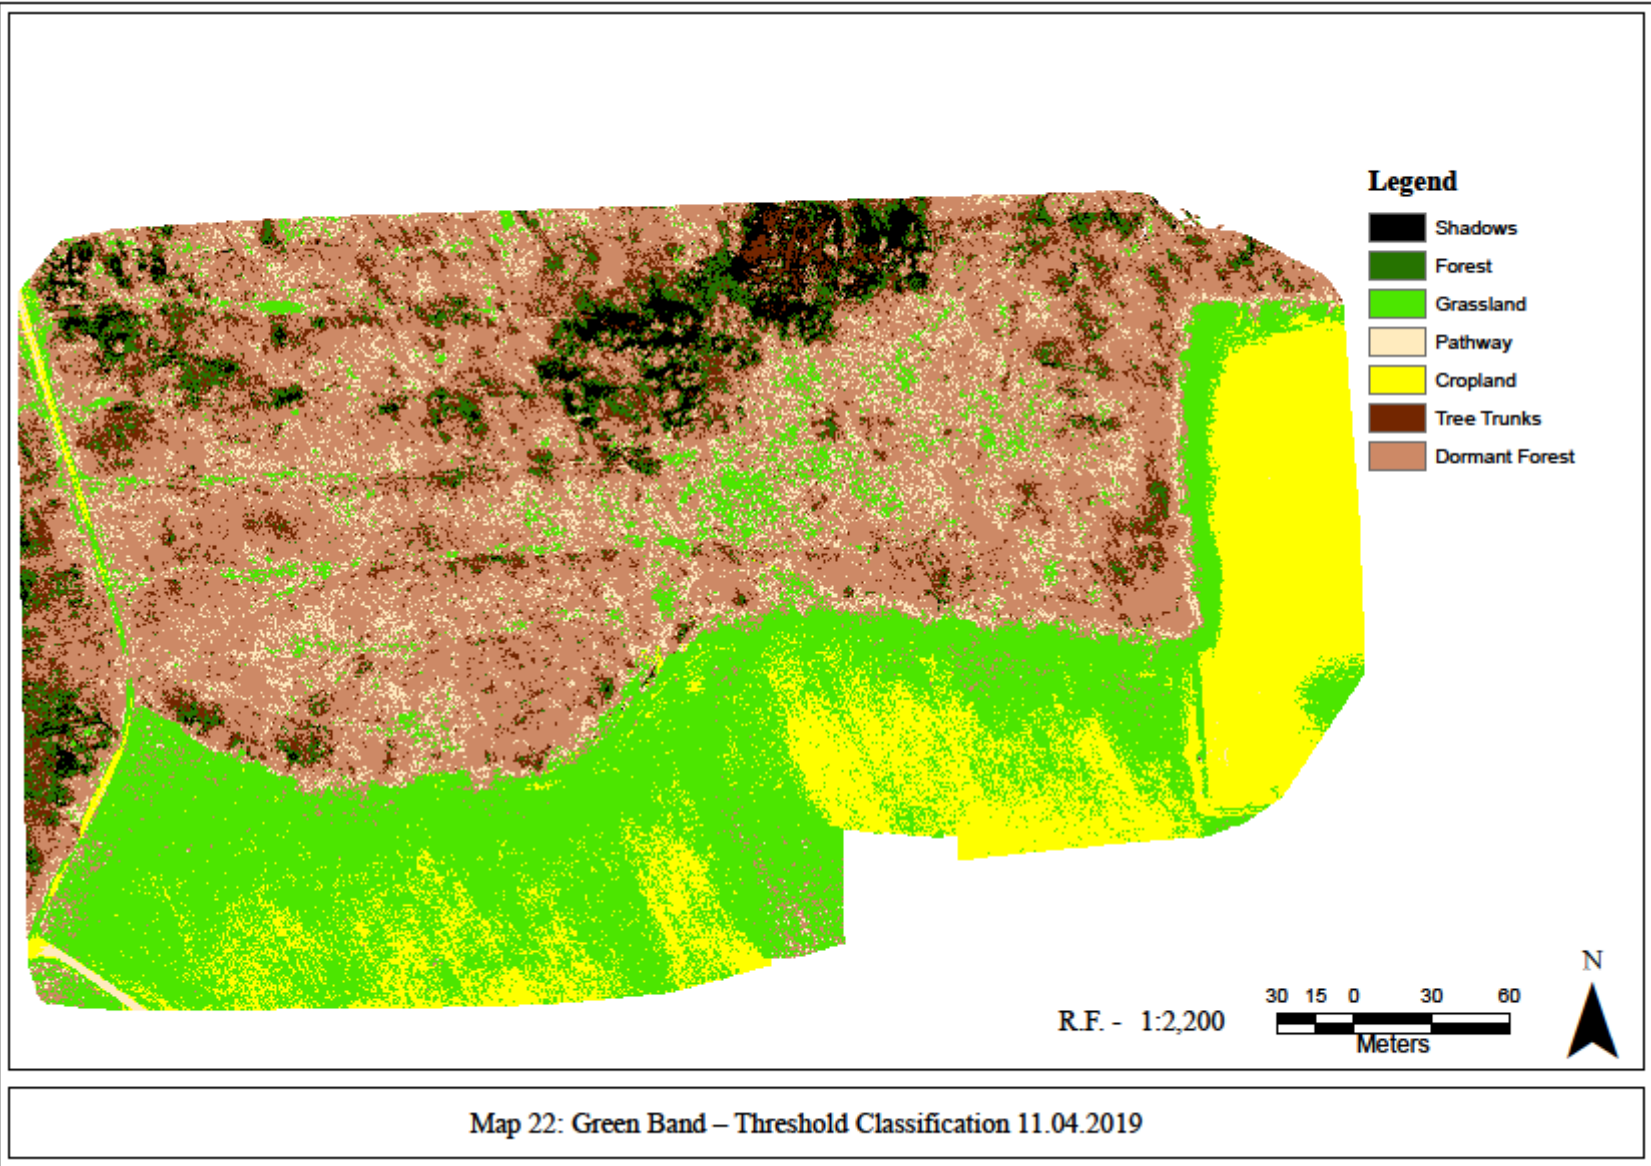 Legend
Shadows
Forest
Grassland
Pathway
Cropland
Tree Trunks
Dormant Forest
N
30 15 0 30 60
R.F. - 1:2,200
Meters
Map 22: Green Band – Threshold Classification 11.04.2019